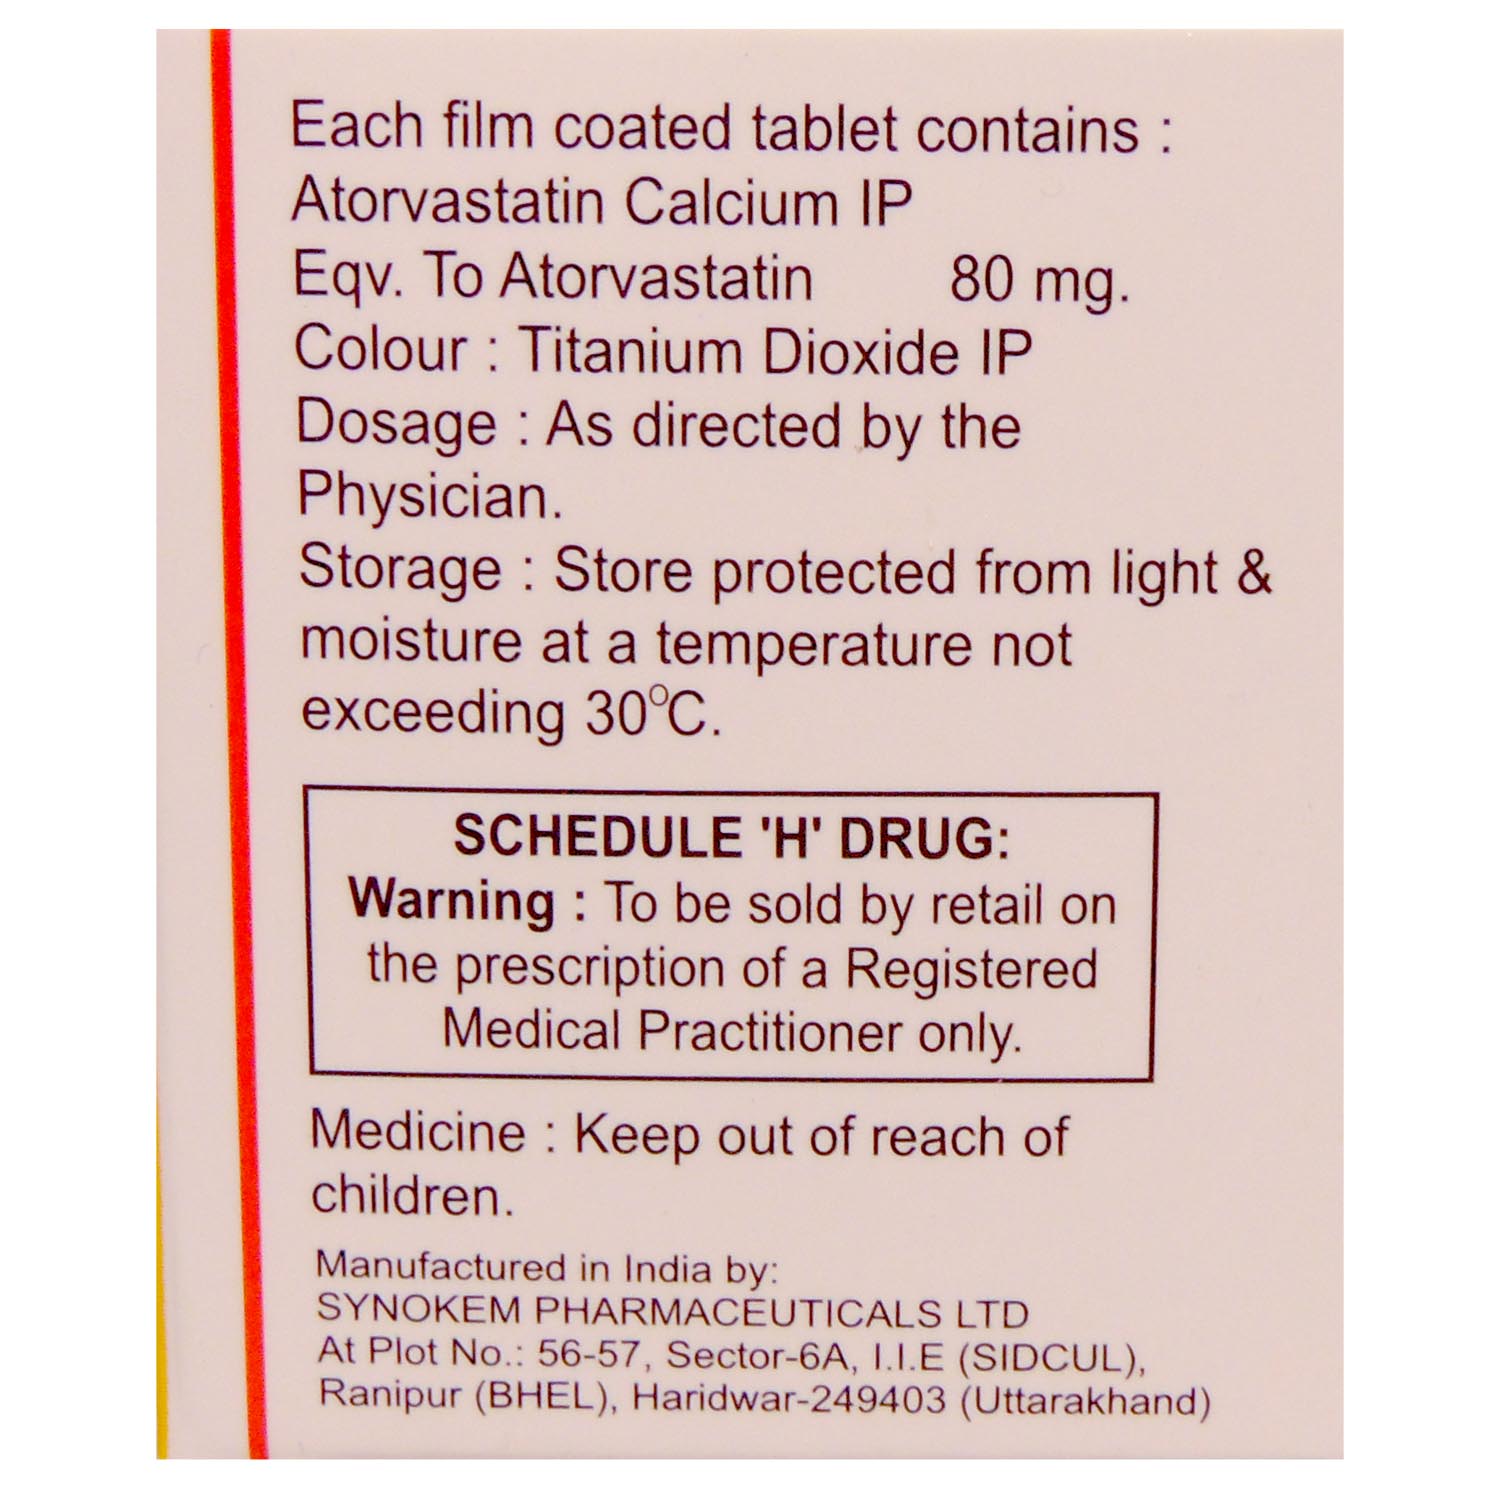 Each film coated tablet contains :
Atorvastatin Calcium IP
Eqv. To Atorvastatin 80 mg.
Colour : Titanium Dioxide IP
Dosage : As directed by the
Physician.
Storage : Store protected from light &
moisture at a temperature not
exceeding 30°C.
SCHEDULE 'H' DRUG:
Warning : To be sold by retail on
the prescription of a Registered
Medical Practitioner only.
Medicine : Keep out of reach of
children.
Manufactured in India by:
SYNOKEM PHARMACEUTICALS LTD
At Plot No.: 56-57, Sector-6A, I.I.E (SIDCUL),
Ranipur (BHEL), Haridwar-249403 (Uttarakhand)